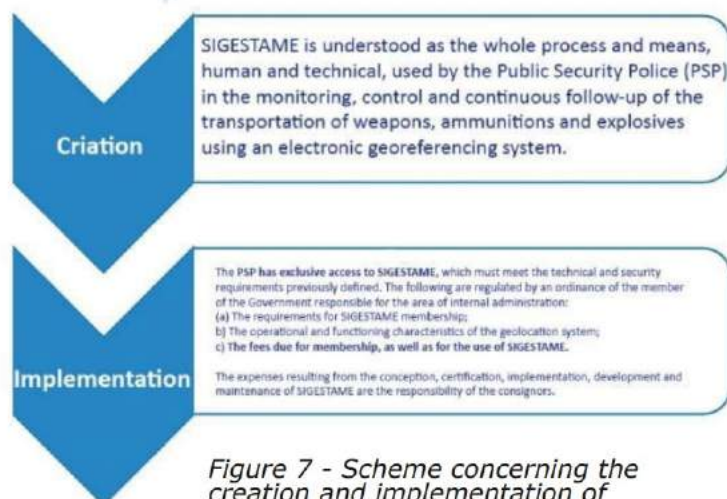 SIGESTAME is understood as the whole process and means,
human and technical, used by the Public Security Police (PSP)
in the monitoring, control and continuous follow-up of the
transportation of weapons, ammunitions and explosives
using an electronic georeferencing system.
Criation
The PSP has exclusive access to SIGESTAME, which must meet the technical and security
requirements previously defined. The following are regulated by an ordinance of the member
of the Government responsible for the area of internal administration:
(a) The requirements for SIGESTAME membership;
b) The operational and functioning characteristics of the geolocation system;
c) The fees due for membership, as well as for the use of SIGESTAME.
The expenses resulting from the conception, certification, implementation, development and
maintenance of SIGESTAME are the responsibility of the consignors.
Implementation
Figure 7 - Scheme concerning the
creation and implementation of